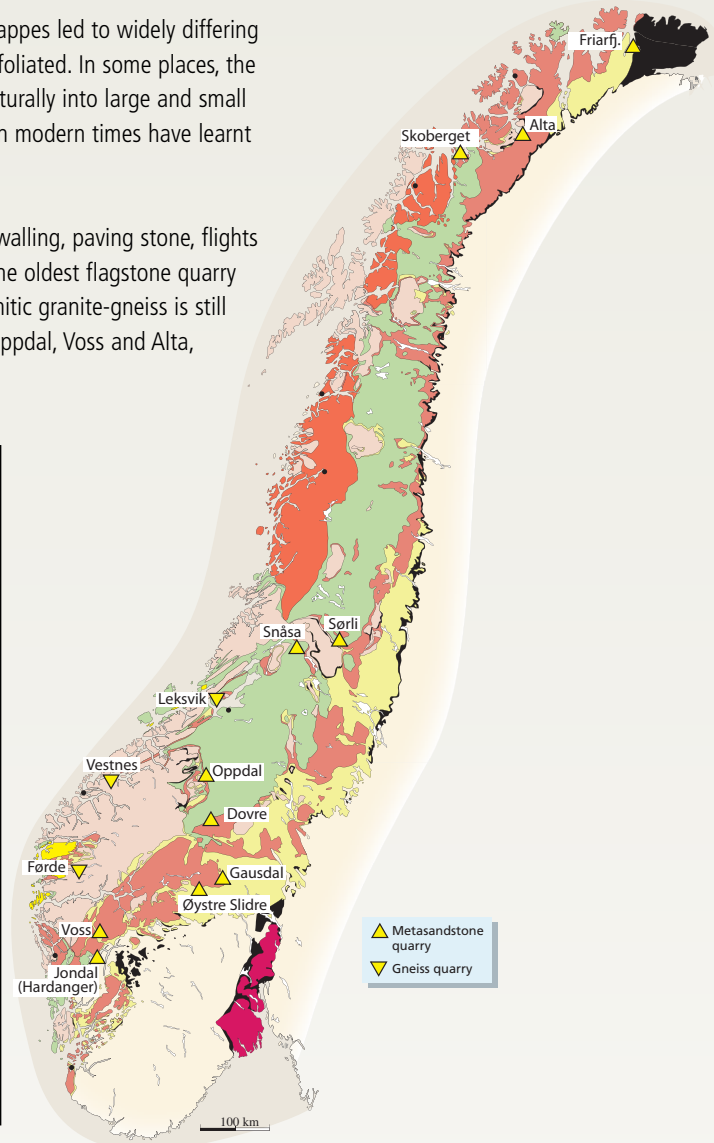 appes led to widely differing
foliated. In some places, the
turally into large and small
n modern times have learnt
walling, paving stone, flights
ne oldest flagstone quarry
nitic granite-gneiss is still
ppdal, Voss and Alta,
Friarfj.
Alta
Skoberget
Sørli
Snåsa
Leksvik
Vestnes
Oppdal
Dovre
Førde
Gausdal
Øystre Slidre
Voss
Jondal
(Hardanger)
Metasandstone
quarry
Gneiss quarry
100 km